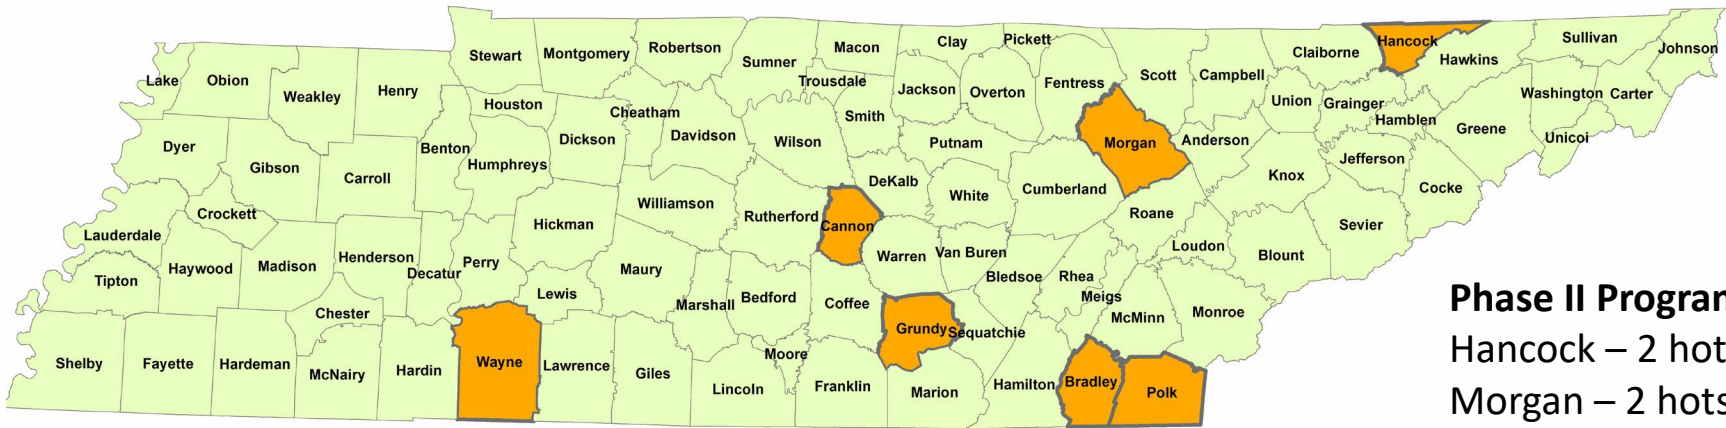 Lake
Obion
Weakley
Henry
Stewart
Montgomery
Robertson
Sumner
Macon
Trousdale
Clay
Pickett
Jackson
Overton
Fentress
Scott
Campbell
Claiborne
Hancock
Hawkins
Sullivan
Johnson
Houston
Cheatham
Dickson
Davidson
Wilson
Smith
Putnam
Morgan
Anderson
Union
Grainger
Hamblen
Washington
Carter
Greene
Unicoi
Dyer
Gibson
Carroll
Benton
Humphreys
DeKalb
White
Cumberland
Knox
Jefferson
Cocke
Crockett
Lauderdale
Hickman
Williamson
Rutherford
Cannon
Roane
Sevier
Tipton
Haywood
Madison
Henderson
Decatur
Perry
Lewis
Maury
Marshall
Bedford
Coffee
Warren
Van Buren
Bledsoe
Rhea
Meigs
Loudon
Blount
McMinn
Monroe
Chester
Grundy
Sequatchie
Shelby
Fayette
Hardeman
McNairy
Hardin
Wayne
Lawrence
Giles
Lincoln
Moore
Franklin
Marion
Hamilton
Bradley
Polk
Phase II
Hancock – 2
Morgan – 2